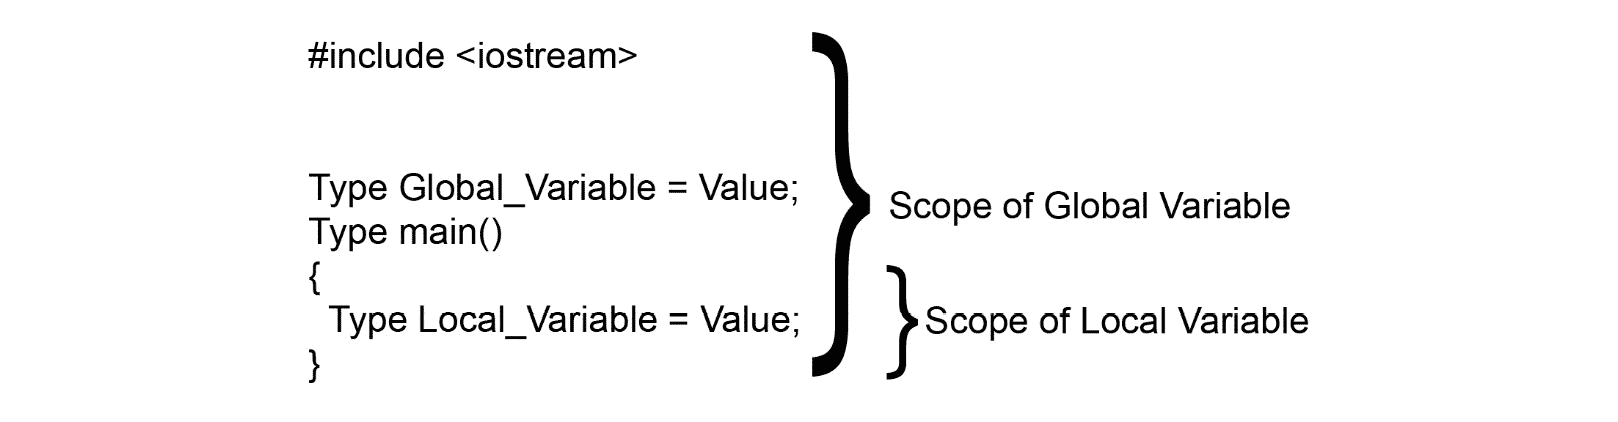 #include <iostream>
Type Global_Variable = Value;
Type main()
{
Type Local_Variable = Value;
}
Scope of Global Variable
Scope of Local Variable